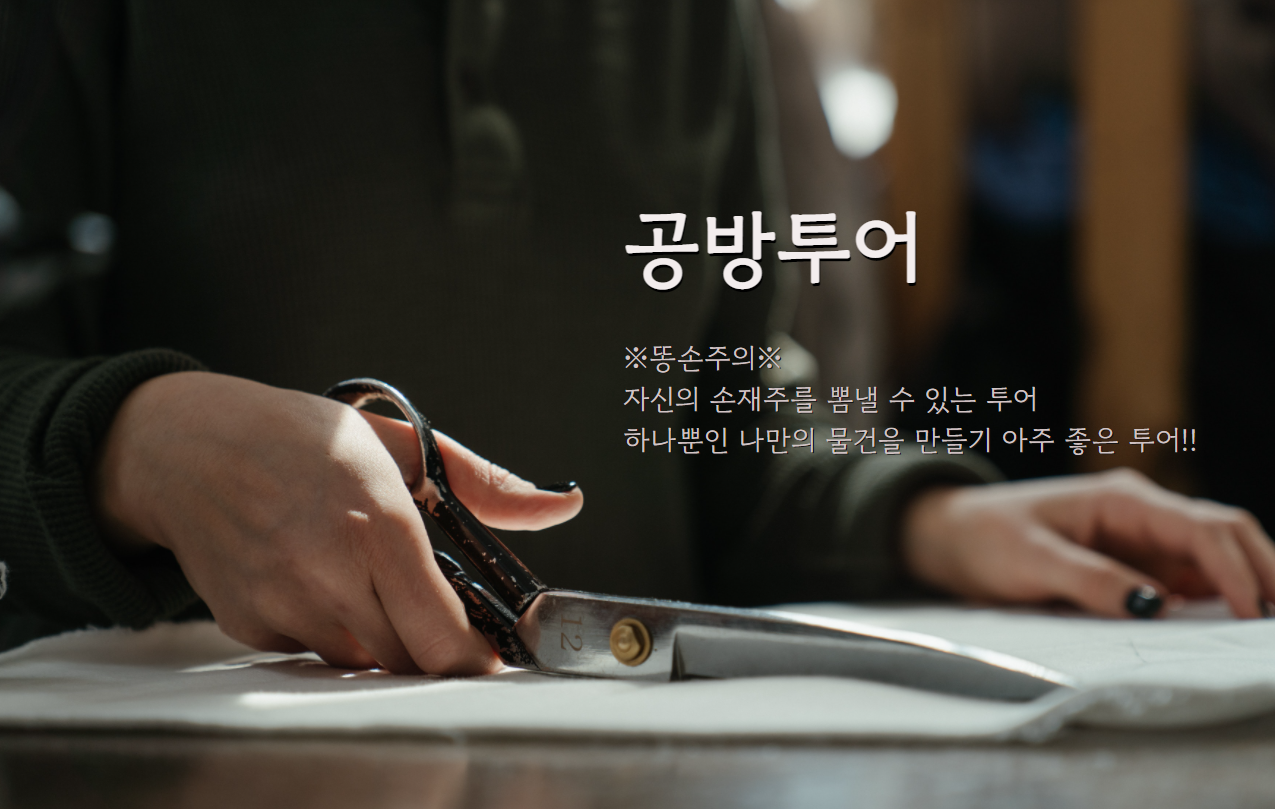 공방투어
※똥손주의※
자신의 손재주를 뽐낼 수 있는 투어
하나뿐인 나만의 물건을 만들기 아주 좋은 투어!!
12